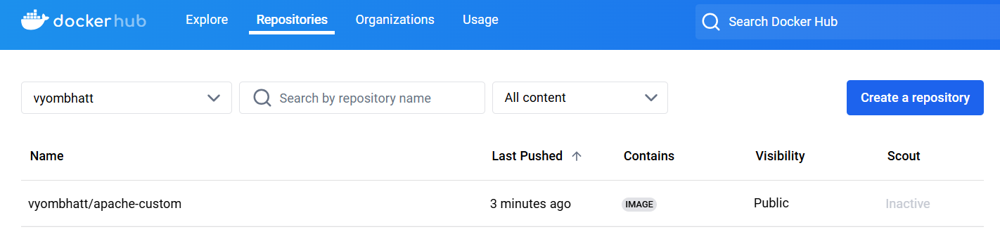 docker hub Explore Repositories Organizations Usage Search Docker Hub
vyombhatt Search by repository name All content Create a repository
Name Last Pushed Contains Visibility Scout
vyombhatt/apache-custom 3 minutes ago IMAGE Public Inactive